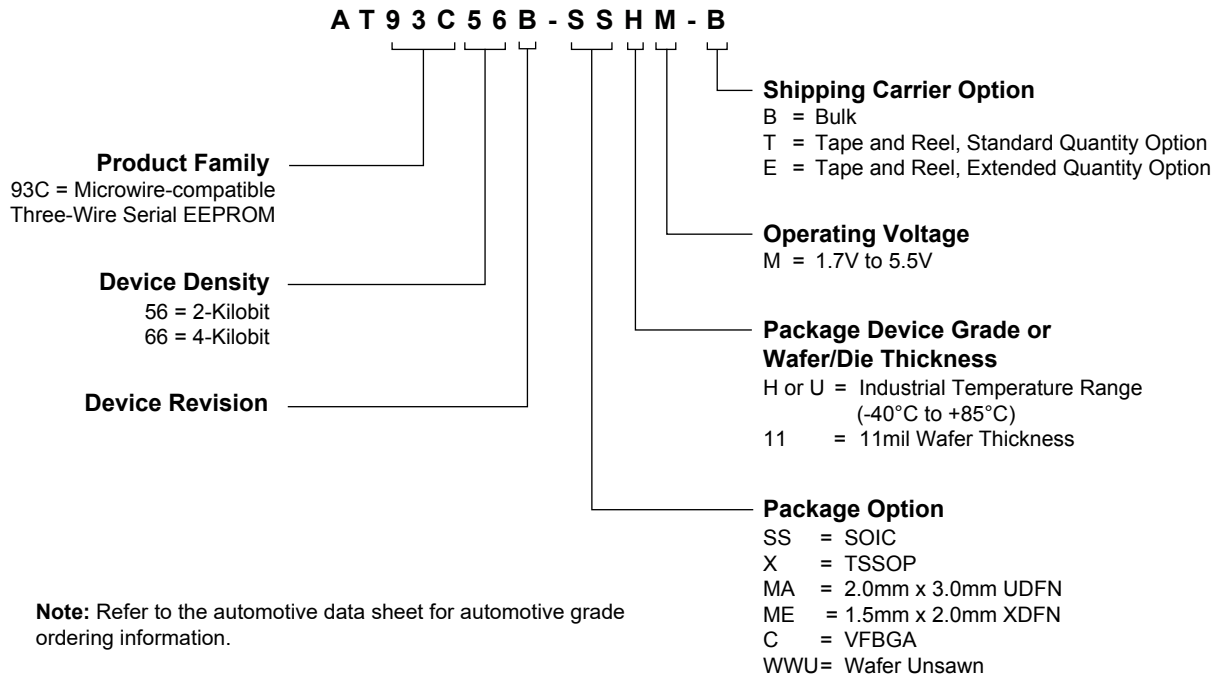 AT93C56B-SSHM-B
Product Family
93C = Microwire-compatible
Three-Wire Serial EEPROM
Device Density
56 = 2-Kilobit
66 = 4-Kilobit
Device Revision
Shipping Carrier Option
B = Bulk
T = Tape and Reel, Standard Quantity Option
E = Tape and Reel, Extended Quantity Option
Operating Voltage
M = 1.7V to 5.5V
Package Device Grade or
Wafer/Die Thickness
H or U = Industrial Temperature Range
(-40°C to +85°C)
11 = 11mil Wafer Thickness
Package Option
SS = SOIC
X = TSSOP
MA = 2.0mm x 3.0mm UDFN
ME = 1.5mm x 2.0mm XDFN
C = VFBGA
WWU= Wafer Unsawn
Note: Refer to the automotive data sheet for automotive grade
ordering information.